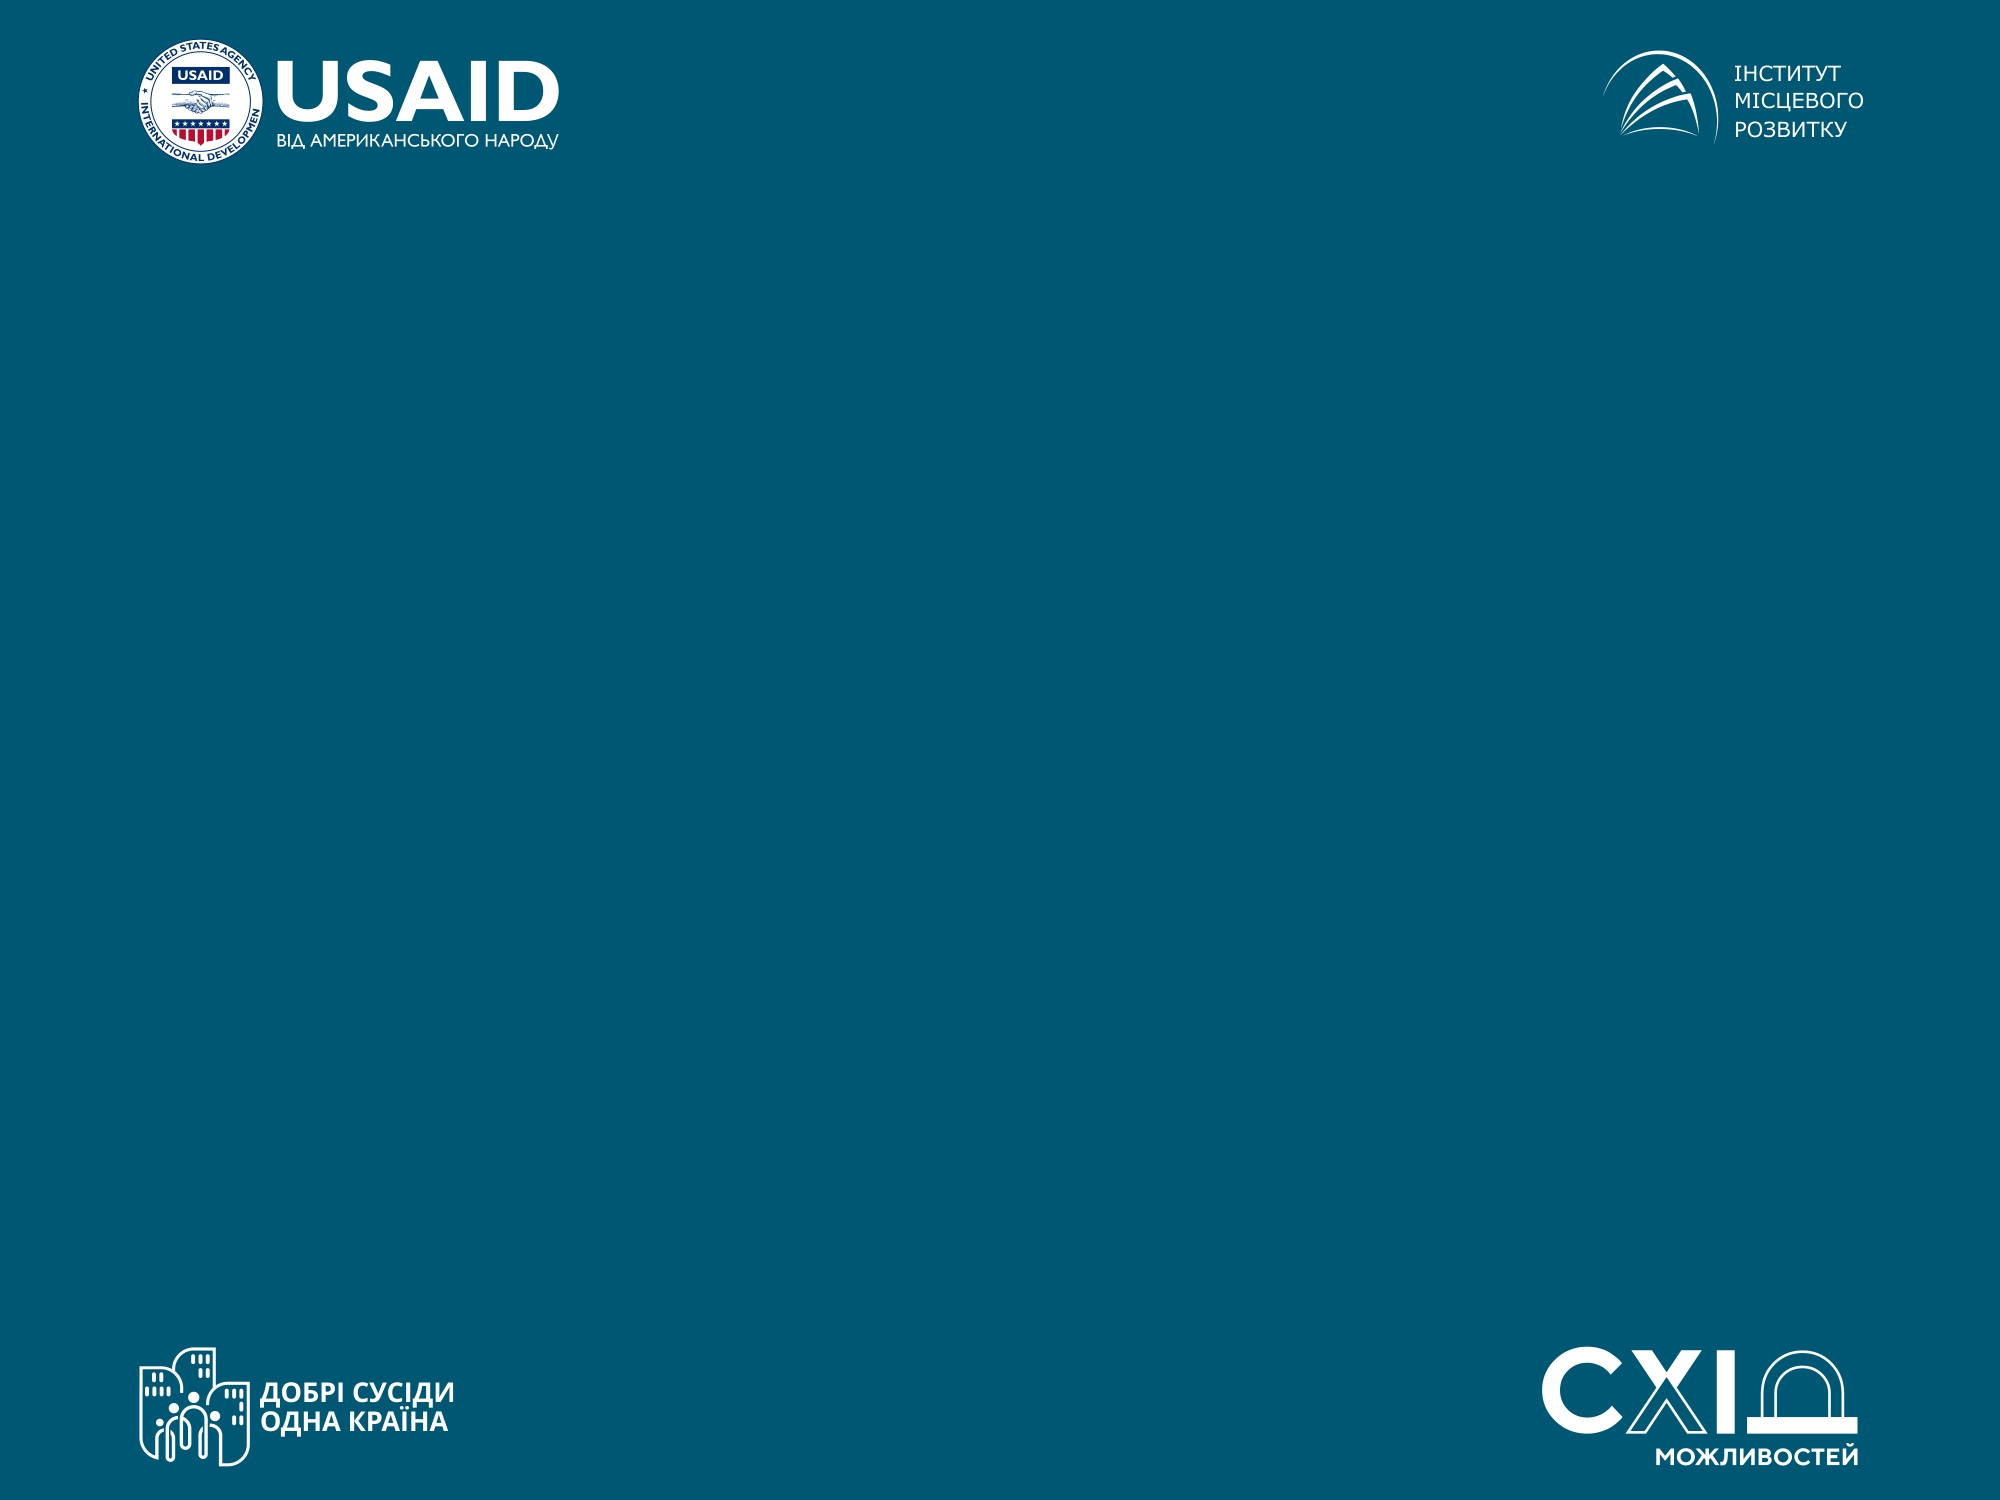 UNITED STATES AGENCY
USAID
INTERNATIONAL DEVELOPMEN
USAID
ВІД АМЕРИКАНСЬКОГО НАРОДУ
ІНСТИТУТ
МІСЦЕВОГО
РОЗВИТКУ
ДОБРІ СУСІДИ
ОДНА КРАЇНА
СХІД
МОЖЛИВОСТЕЙ